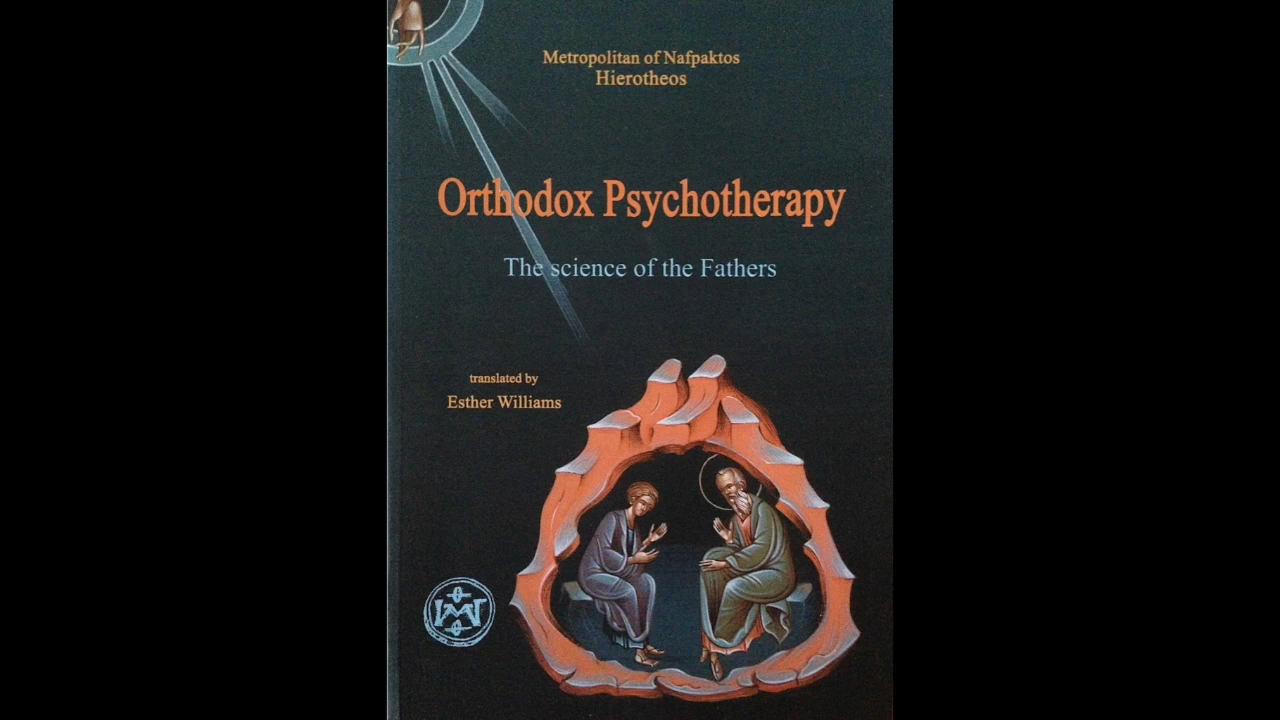 Metropolitan of Nafpaktos
Hierotheos
Orthodox Psychotherapy
The science of the Fathers
translated by
Esther Williams